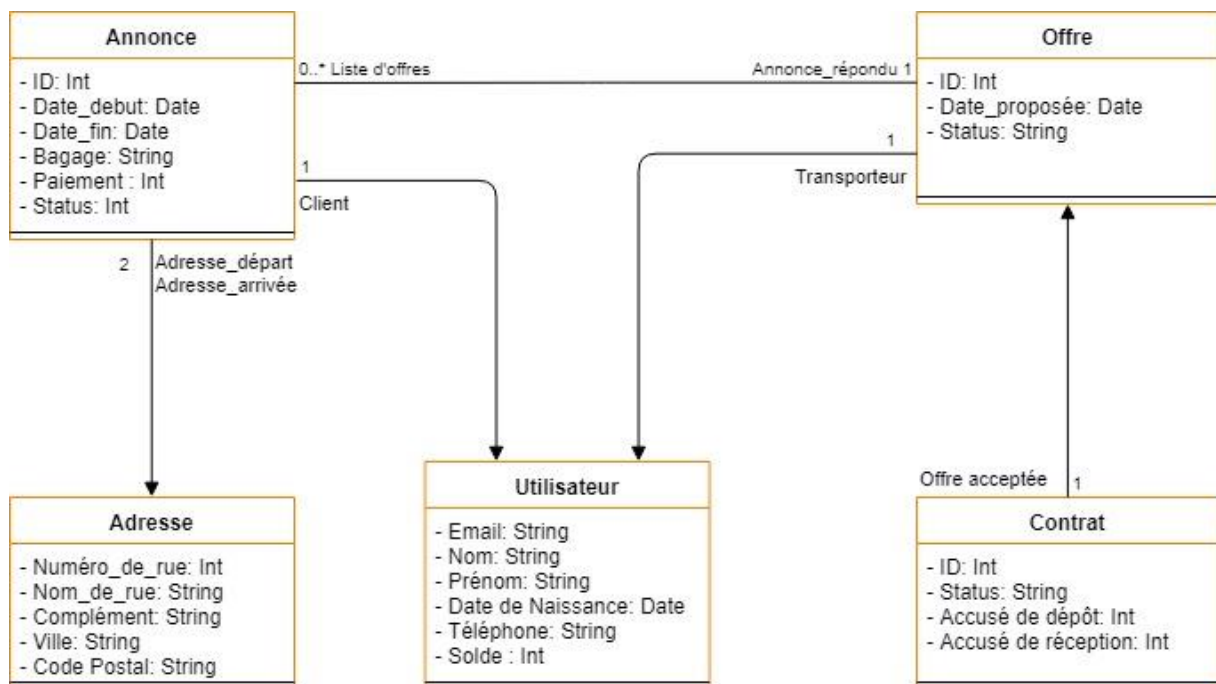 Annonce
- ID: Int
- Date_debut: Date
- Date_fin: Date
- Bagage: String
- Paiement : Int
- Status: Int
0..* Liste d'offres
Annonce_répondu 1
Offre
- ID: Int
- Date_proposée: Date
- Status: String
1
Client
1
Transporteur
2
Adresse_départ
Adresse_arrivée
Adresse
- Numéro_de_rue: Int
- Nom_de_rue: String
- Complément: String
- Ville: String
- Code Postal: String
Utilisateur
- Email: String
- Nom: String
- Prénom: String
- Date de Naissance: Date
- Téléphone: String
- Solde : Int
Offre acceptée
1
Contrat
- ID: Int
- Status: String
- Accusé de dépôt: Int
- Accusé de réception: Int